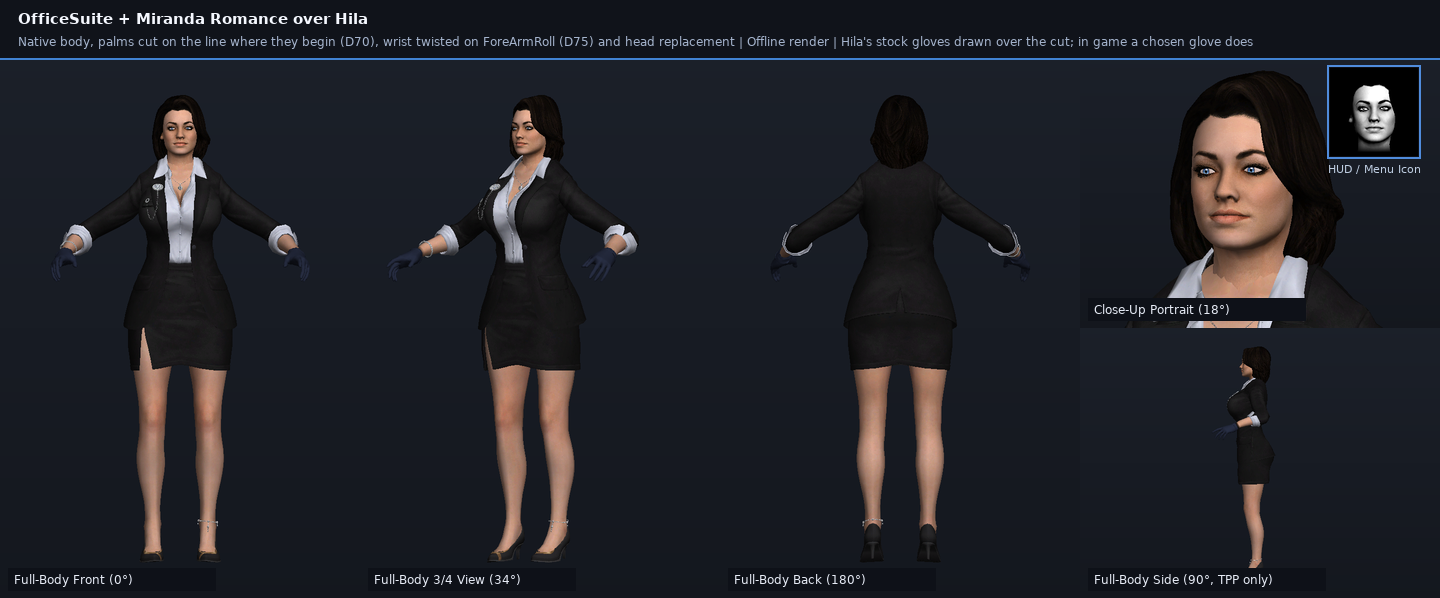 OfficeSuite + Miranda Romance over Hila
Native body, palms cut on the line where they begin (D70), wrist twisted on ForeArmRoll (D75) and head replacement | Offline render | Hila's stock gloves drawn over the cut; in game a chosen glove does
HUD / Menu Icon
Close-Up Portrait (18°)
Full-Body Front (0°)
Full-Body 3/4 View (34°)
Full-Body Back (180°)
Full-Body Side (90°, TPP only)